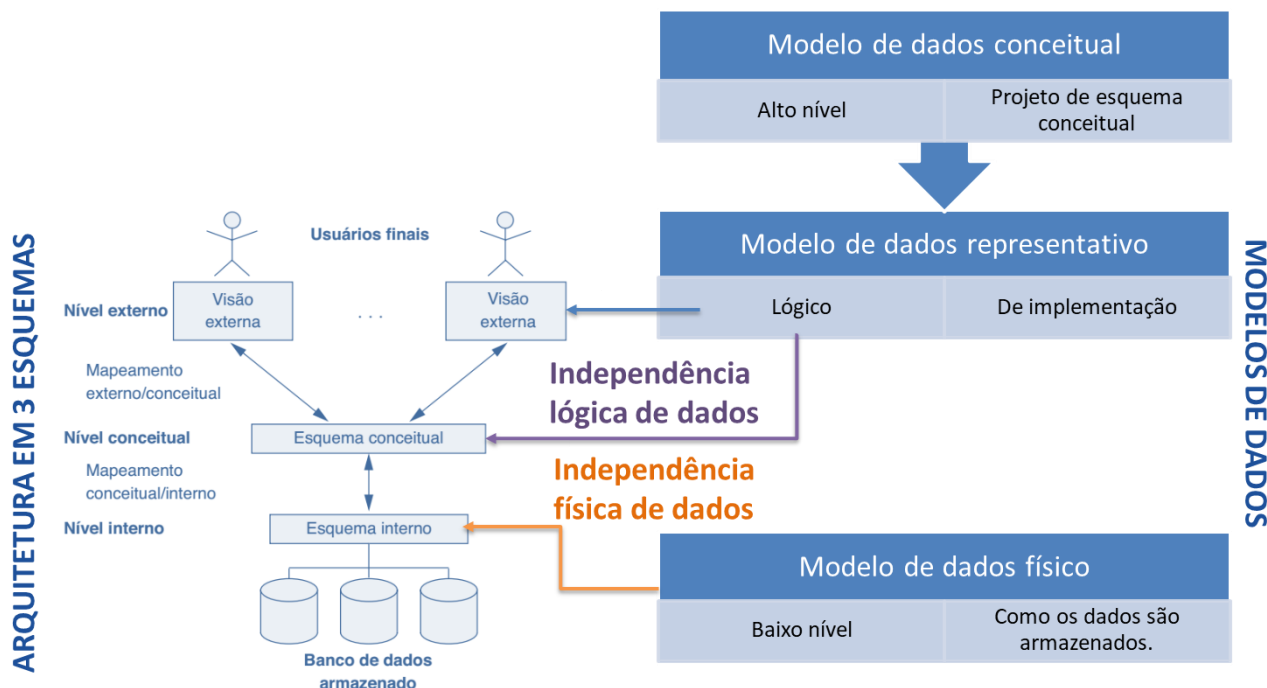 ARQUITETURA EM 3 ESQUEMAS
Usuários finais
Nível externo
Visão
externa
. . .
Visão
externa
Mapeamento
externo/conceitual
Nível conceitual
Esquema conceitual
Mapeamento
conceitual/interno
Nível interno
Esquema interno
Banco de dados
armazenado
Independência
lógica de dados
Independência
física de dados
Modelo de dados conceitual
Alto nível
Projeto de esquema
conceitual
Modelo de dados representativo
Lógico
De implementação
Modelo de dados físico
Baixo nível
Como os dados são
armazenados.
MODELOS DE DADOS